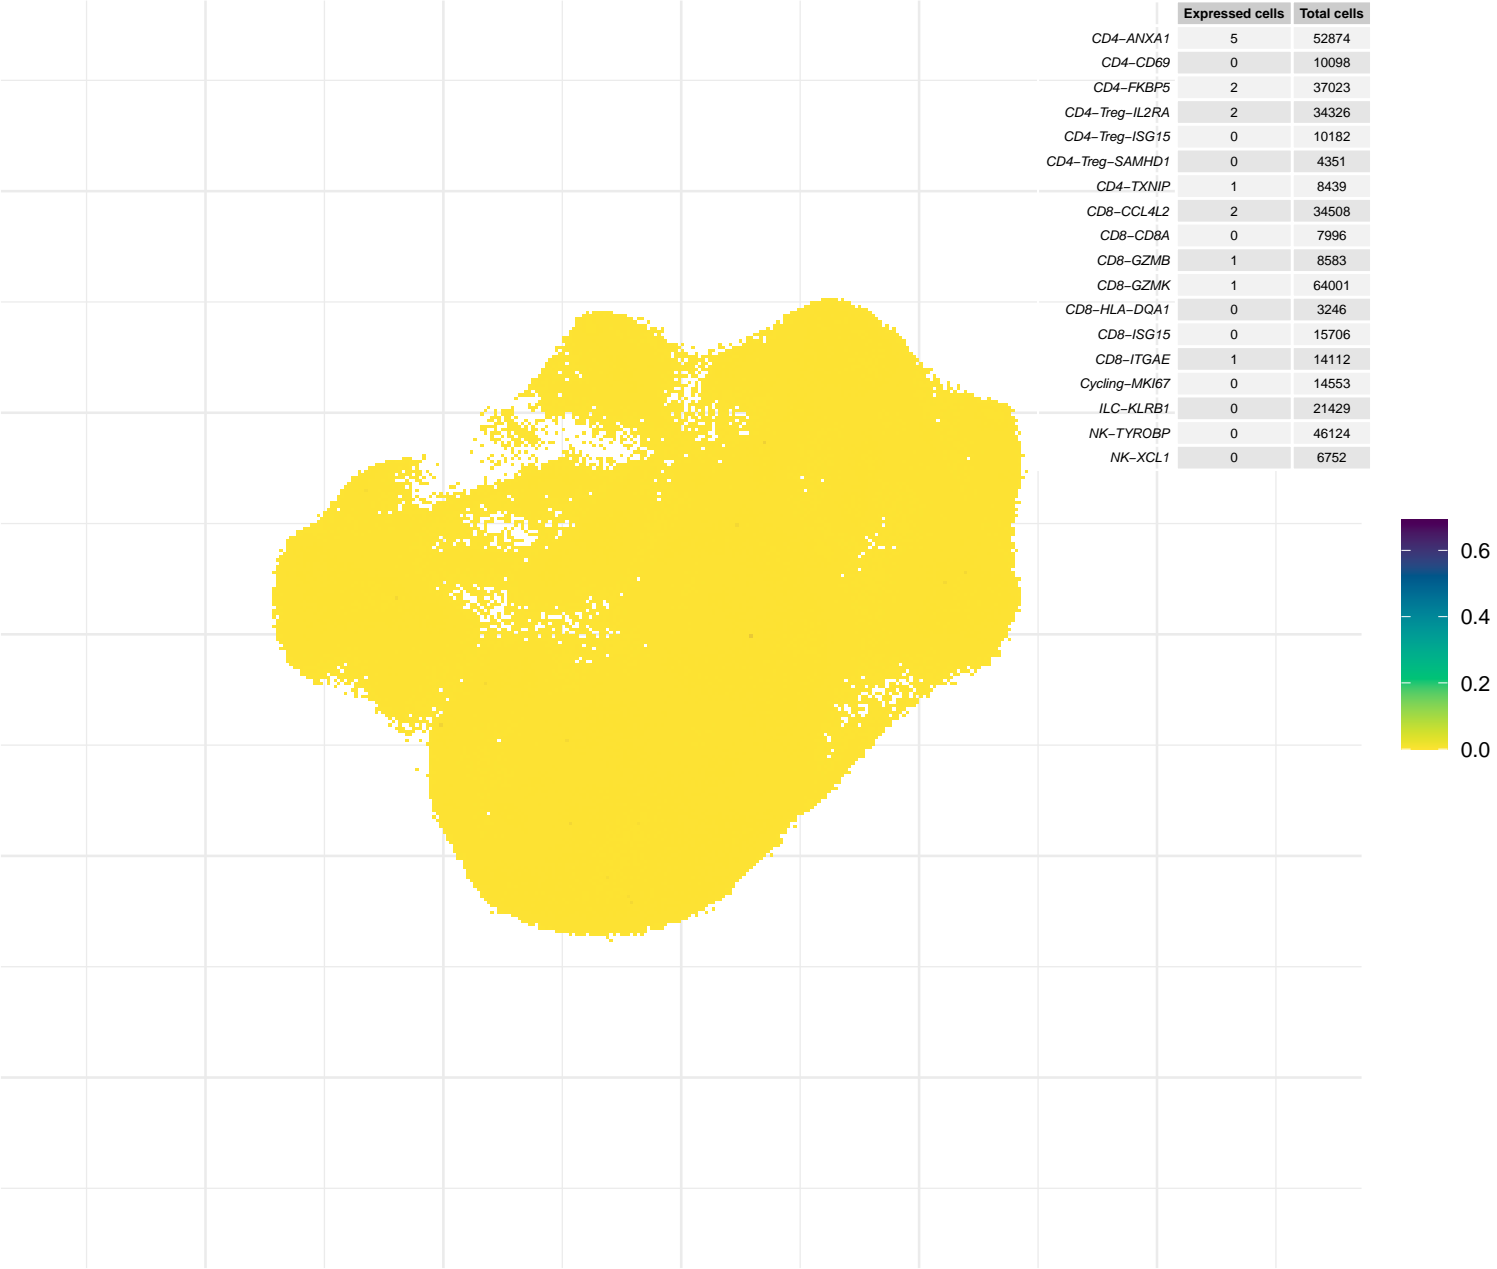 Expressed cells Total cells
CD4−ANXA1 5 52874
CD4−CD69 0 10098
CD4−FKBP5 2 37023
CD4−Treg−IL2RA 2 34326
CD4−Treg−ISG15 0 10182
CD4−Treg−SAMHD1 0 4351
CD4−TXNIP 1 8439
CD8−CCL4L2 2 34508
CD8−CD8A 0 7996
CD8−GZMB 1 8583
CD8−GZMK 1 64001
CD8−HLA−DQA1 0 3246
CD8−ISG15 0 15706
CD8−ITGAE 1 14112
Cycling−MKI67 0 14553
ILC−KLRB1 0 21429
NK−TYROBP 0 46124
NK−XCL1 0 6752
0.6
0.4
0.2
0.0